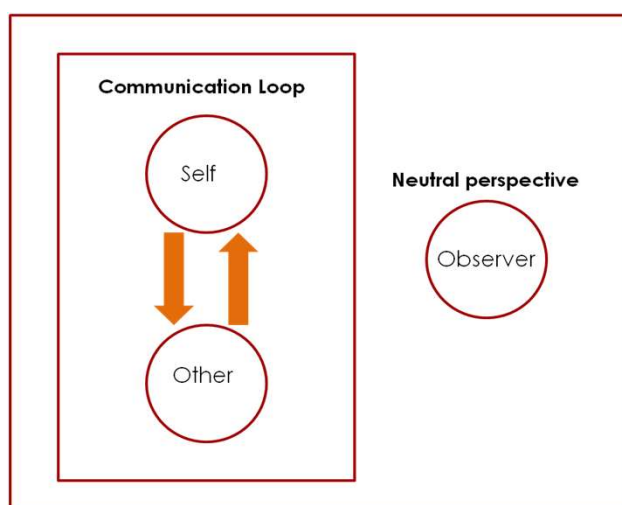 Communication Loop
Self
Neutral perspective
Observer
Other